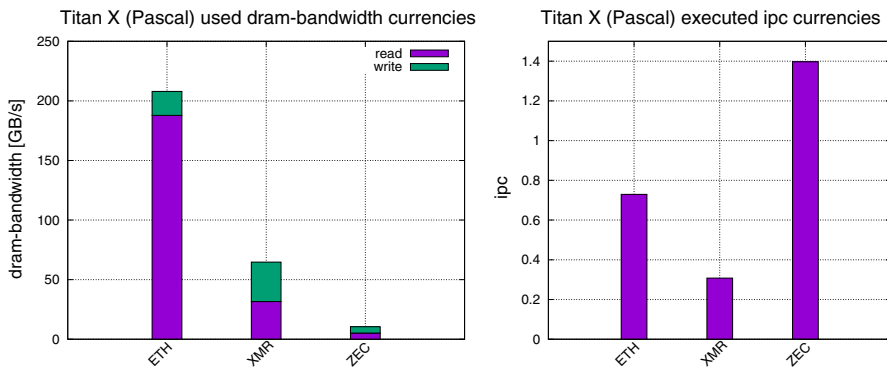 Titan X (Pascal) used dram-bandwidth currencies
250
200
150
100
50
0
dram-bandwidth [GB/s]
read
write
ETH
XMR
ZEC
Titan X (Pascal) executed ipc currencies
1.4
1.2
1
0.8
0.6
0.4
0.2
0
ipc
ETH
XMR
ZEC